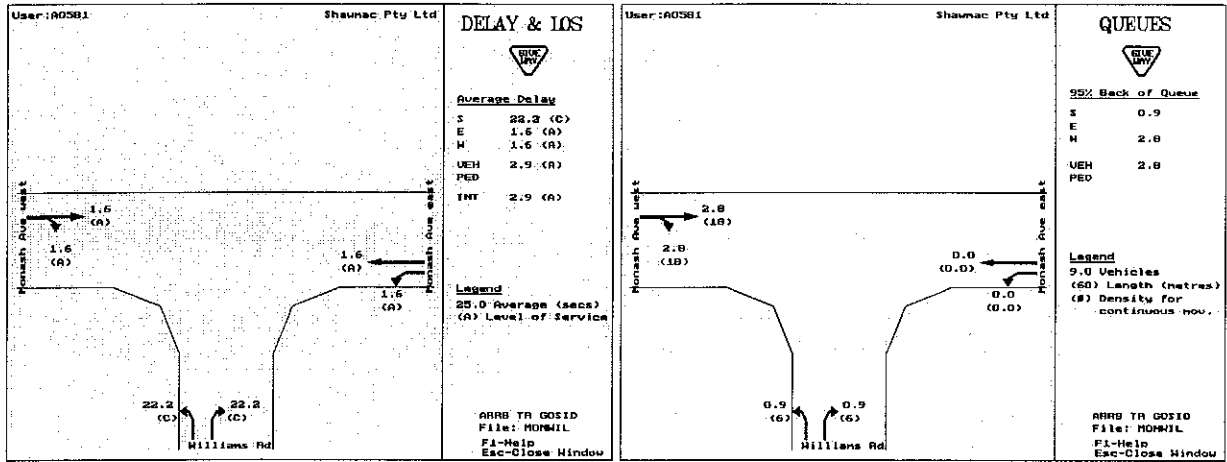 User:A0581
Shawmac Pty Ltd
DELAY & LOS
GIVE WAY
Average Delay
S 22.2 (C)
E 1.6 (A)
W 1.6 (A)
VEH 2.9 (A)
PED
INT 2.9 (A)
Monash Ave west
1.6
(A)
1.6
(A)
Monash Ave east
1.6
(A)
1.6
(A)
Legend
25.0 Average (secs)
(A) Level of Service
22.2
(C)
22.2
(C)
Williams Rd
ARRB TR GOSID
File: MONWIL
F1-Help
Esc-Close Window
User:A0581
Shawmac Pty Ltd
QUEUES
GIVE WAY
95% Back of Queue
S 0.9
E
W 2.8
VEH 2.8
PED
Monash Ave west
2.8
(18)
2.8
(18)
Monash Ave east
0.0
(0.0)
0.0
(0.0)
Legend
9.0 Vehicles
(60) Length (metres)
(#) Density for
continuous mov.
0.9
(6)
0.9
(6)
Williams Rd
ARRB TR GOSID
File: MONWIL
F1-Help
Esc-Close Window